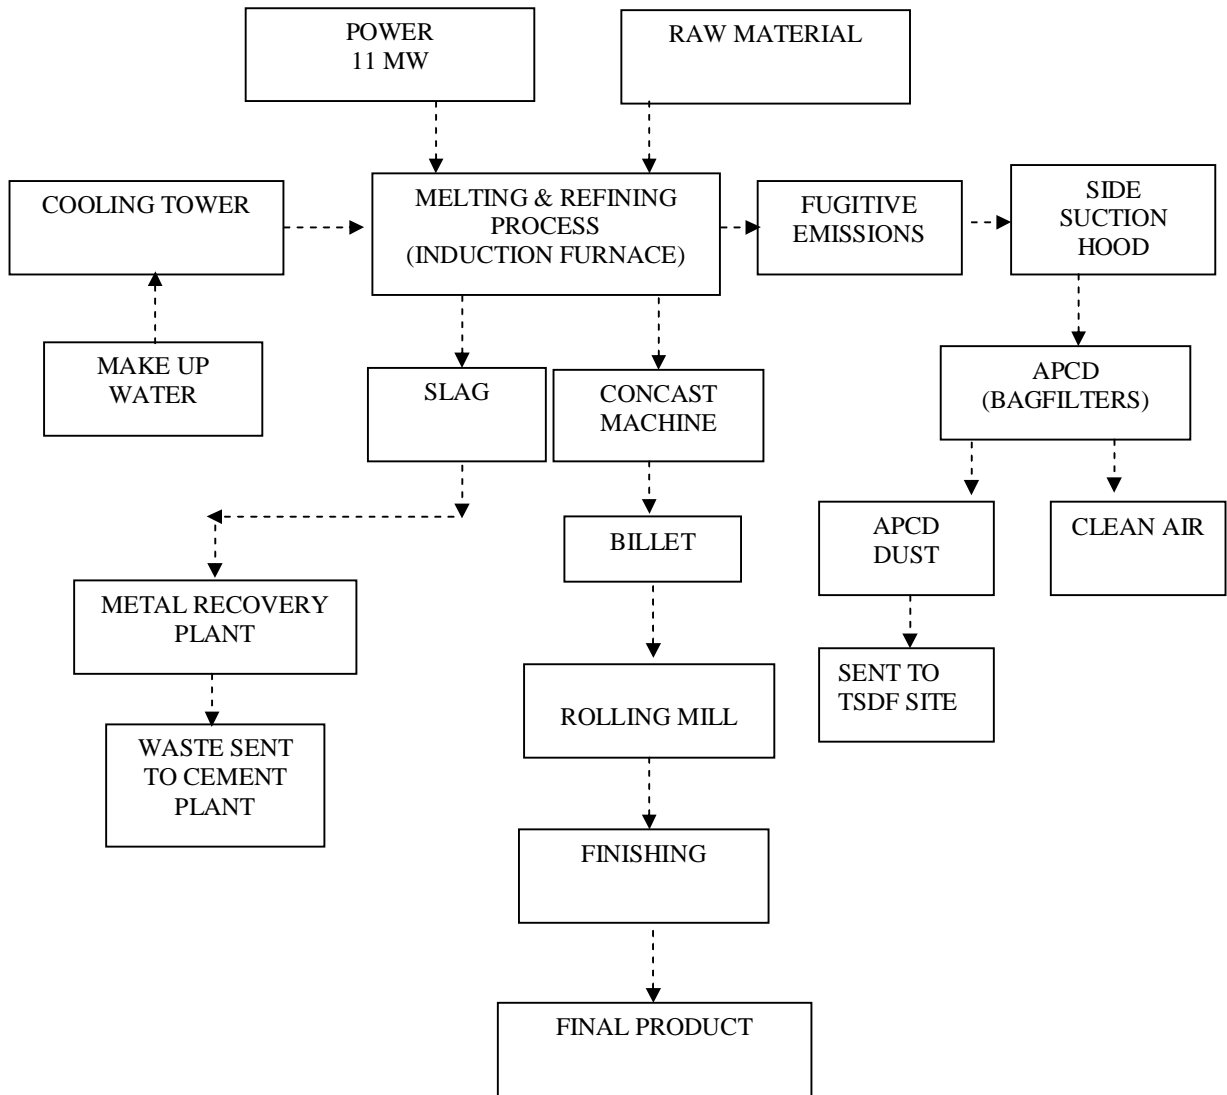 POWER
11 MW
RAW MATERIAL
COOLING TOWER
MELTING & REFINING
PROCESS
(INDUCTION FURNACE)
FUGITIVE
EMISSIONS
SIDE
SUCTION
HOOD
MAKE UP
WATER
SLAG
CONCAST
MACHINE
APCD
(BAGFILTERS)
BILLET
APCD
DUST
CLEAN AIR
METAL RECOVERY
PLANT
ROLLING MILL
SENT TO
TSDF SITE
WASTE SENT
TO CEMENT
PLANT
FINISHING
FINAL PRODUCT